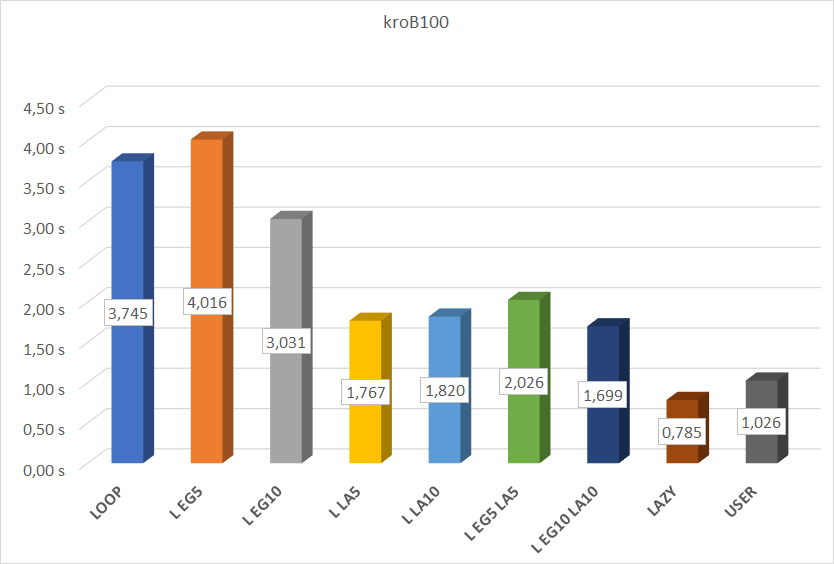 kroB100
4,50 s
4,00 s
3,50 s
3,00 s
2,50 s
2,00 s
1,50 s
1,00 s
0,50 s
0,00 s
3,745
4,016
3,031
1,767
1,820
2,026
1,699
0,785
1,026
LOOP
L EG5
L EG10
L LA5
L LA10
L EG5 LA5
L EG10 LA10
LAZY
USER